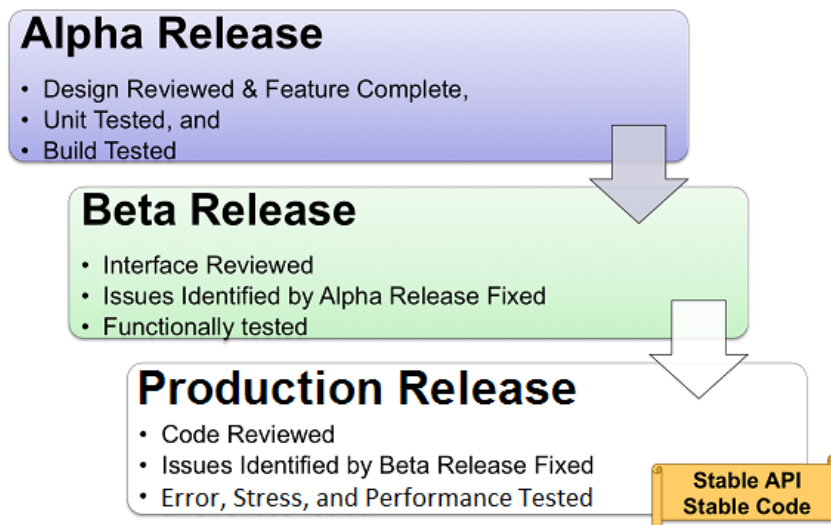 Alpha Release
• Design Reviewed & Feature Complete,
• Unit Tested, and
• Build Tested
Beta Release
• Interface Reviewed
• Issues Identified by Alpha Release Fixed
• Functionally tested
Production Release
• Code Reviewed
• Issues Identified by Beta Release Fixed
• Error, Stress, and Performance Tested
Stable API
Stable Code